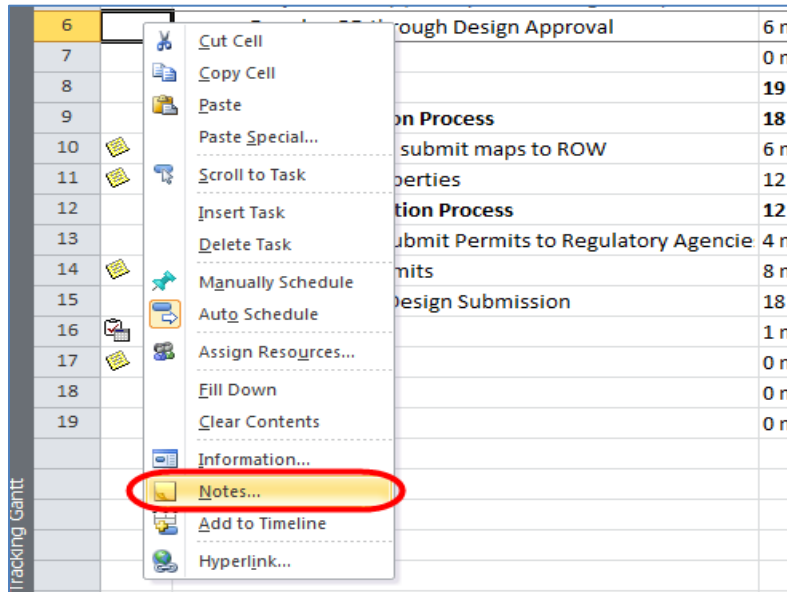 6 rough Design Approval 6
7 0
8 19
9 on Process 18
10 submit maps to ROW 6
11 perties 12
12 tion Process 12
13 ubmit Permits to Regulatory Agencie 4
14 mits 8
15 Design Submission 18
16 1
17 0
18 0
19 0
Cut Cell
Copy Cell
Paste
Paste Special...
Scroll to Task
Insert Task
Delete Task
Manually Schedule
Auto Schedule
Assign Resources...
Fill Down
Clear Contents
Information...
Notes...
Add to Timeline
Hyperlink...
Tracking Gantt